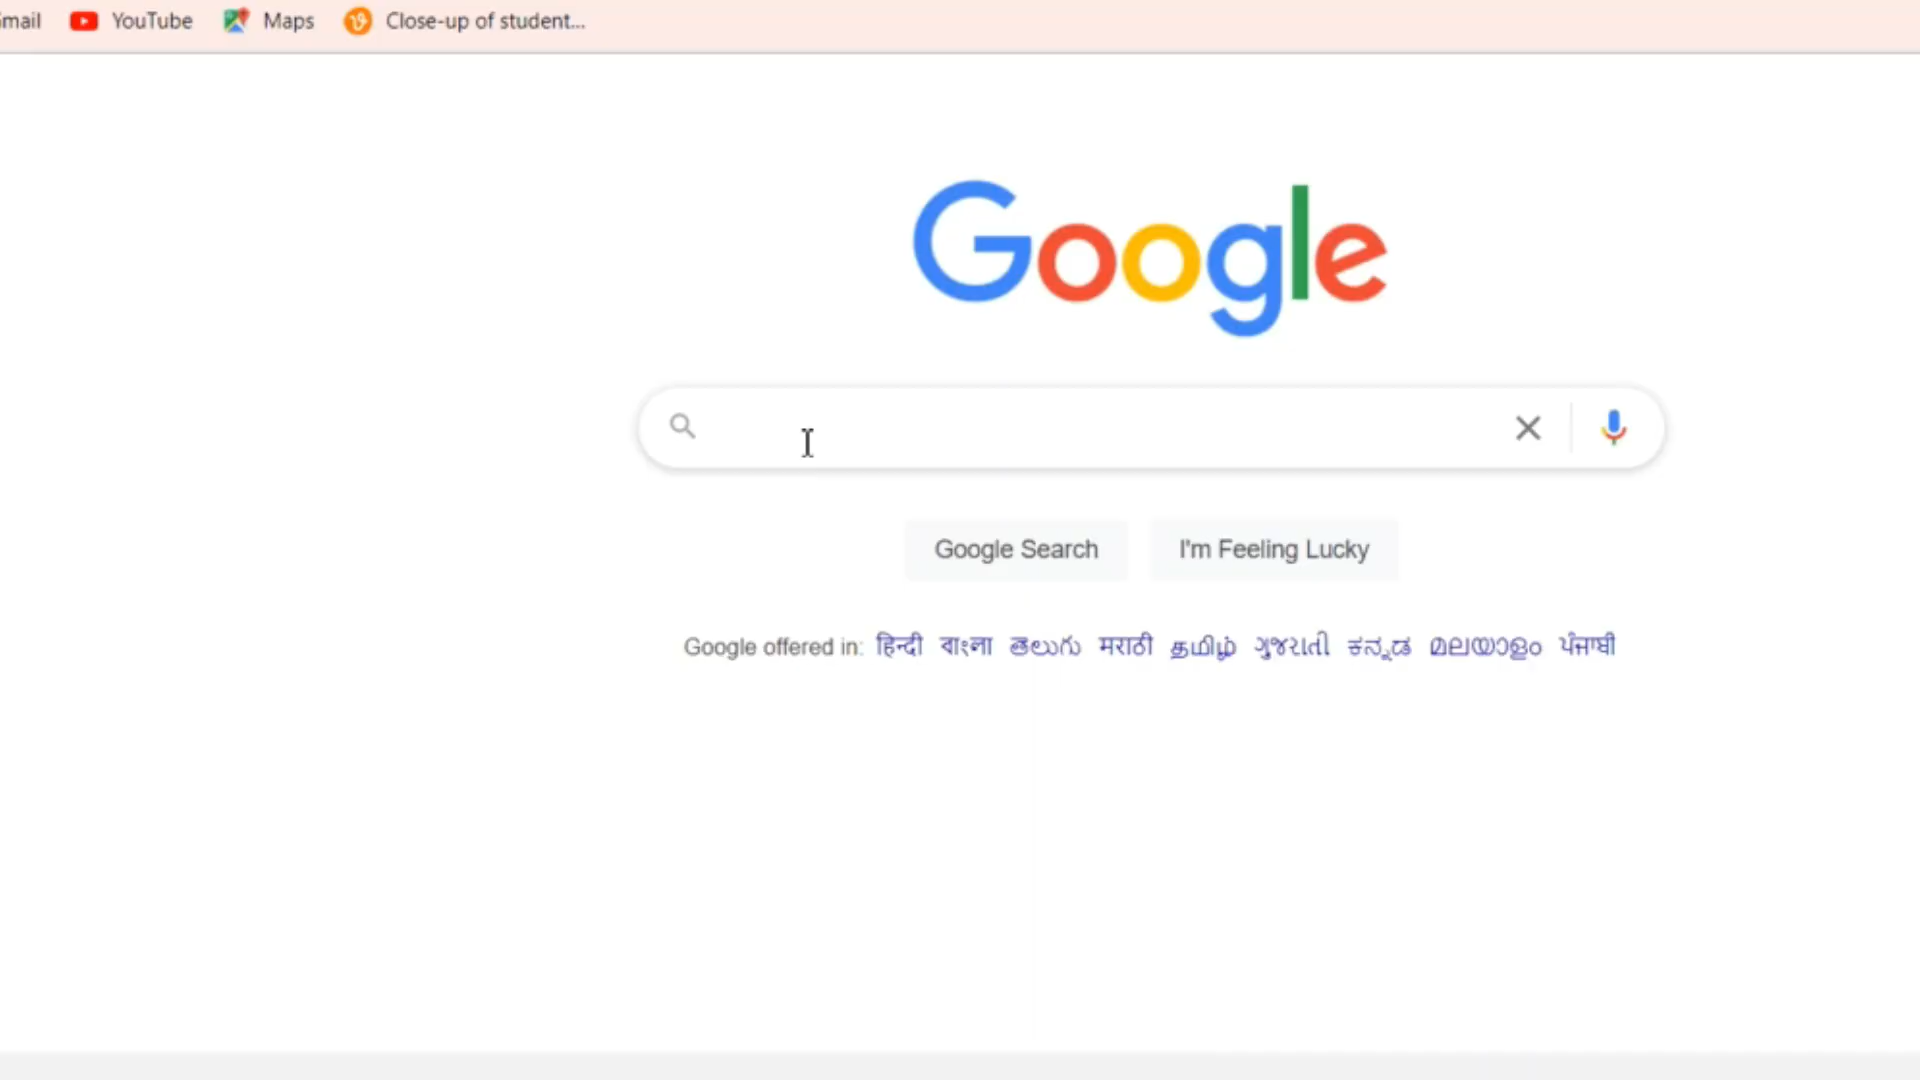 mail YouTube Maps Close-up of student...
Google
Google Search I'm Feeling Lucky
Google offered in: हिन्दी বাংলা తెలుగు मराठी தமிழ் ગુજરાતી ಕನ್ನಡ മലയാളം ਪੰਜਾਬੀ